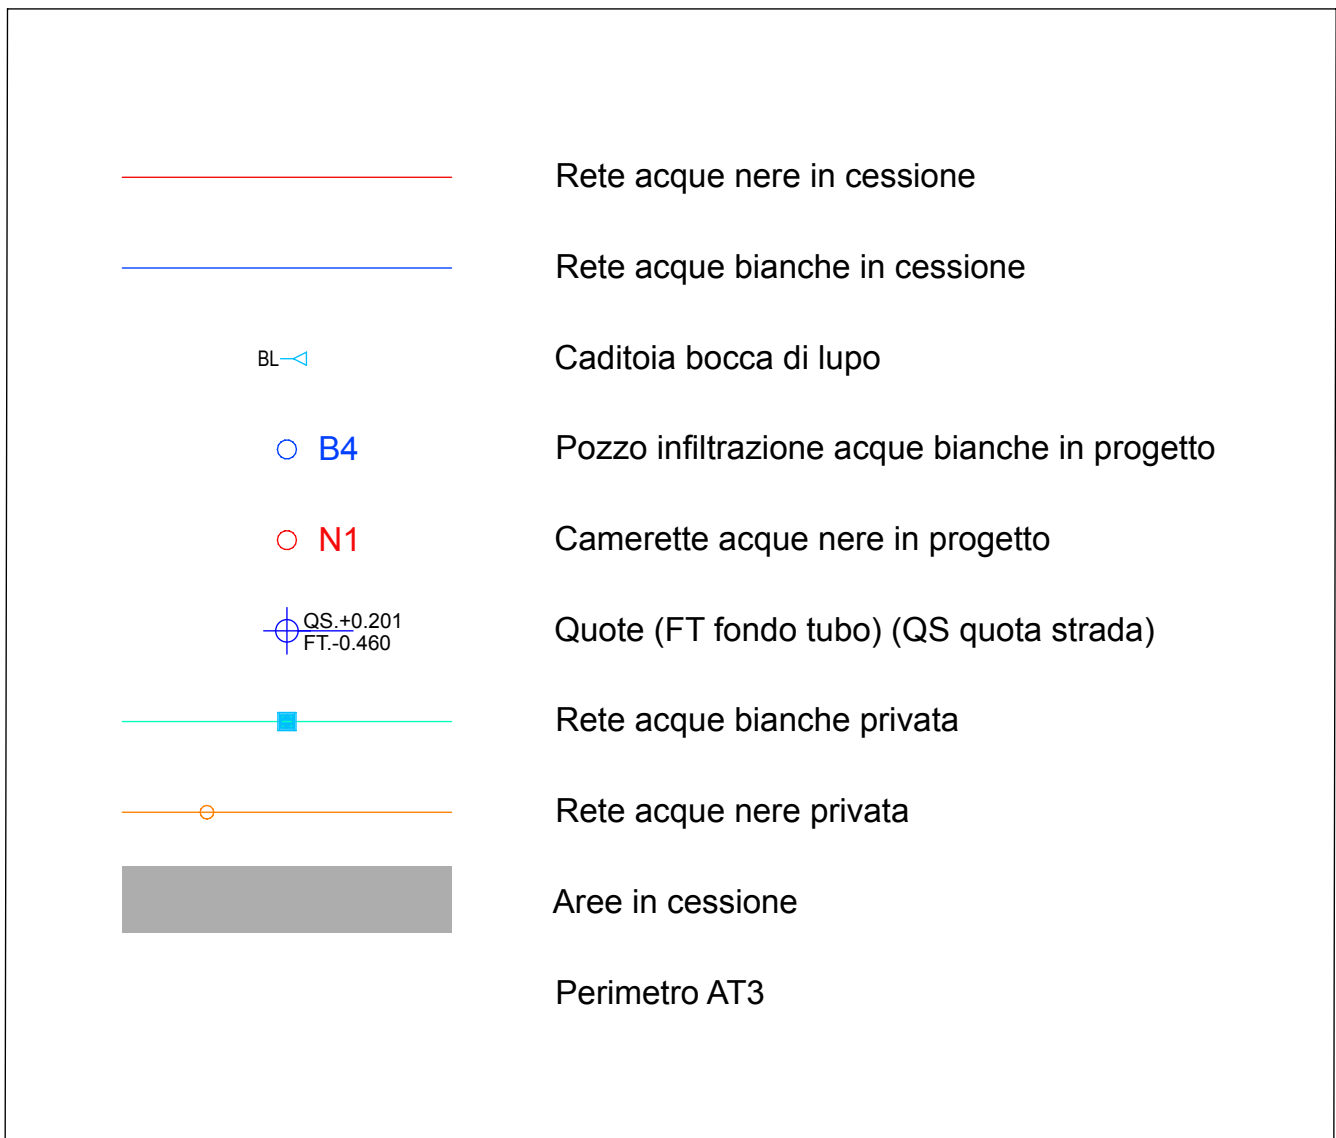 Rete acque nere in cessione
Rete acque bianche in cessione
BL Caditoia bocca di lupo
B4 Pozzo infiltrazione acque bianche in progetto
N1 Camerette acque nere in progetto
QS.+0.201
FT.-0.460
Quote (FT fondo tubo) (QS quota strada)
Rete acque bianche privata
Rete acque nere privata
Aree in cessione
Perimetro AT3